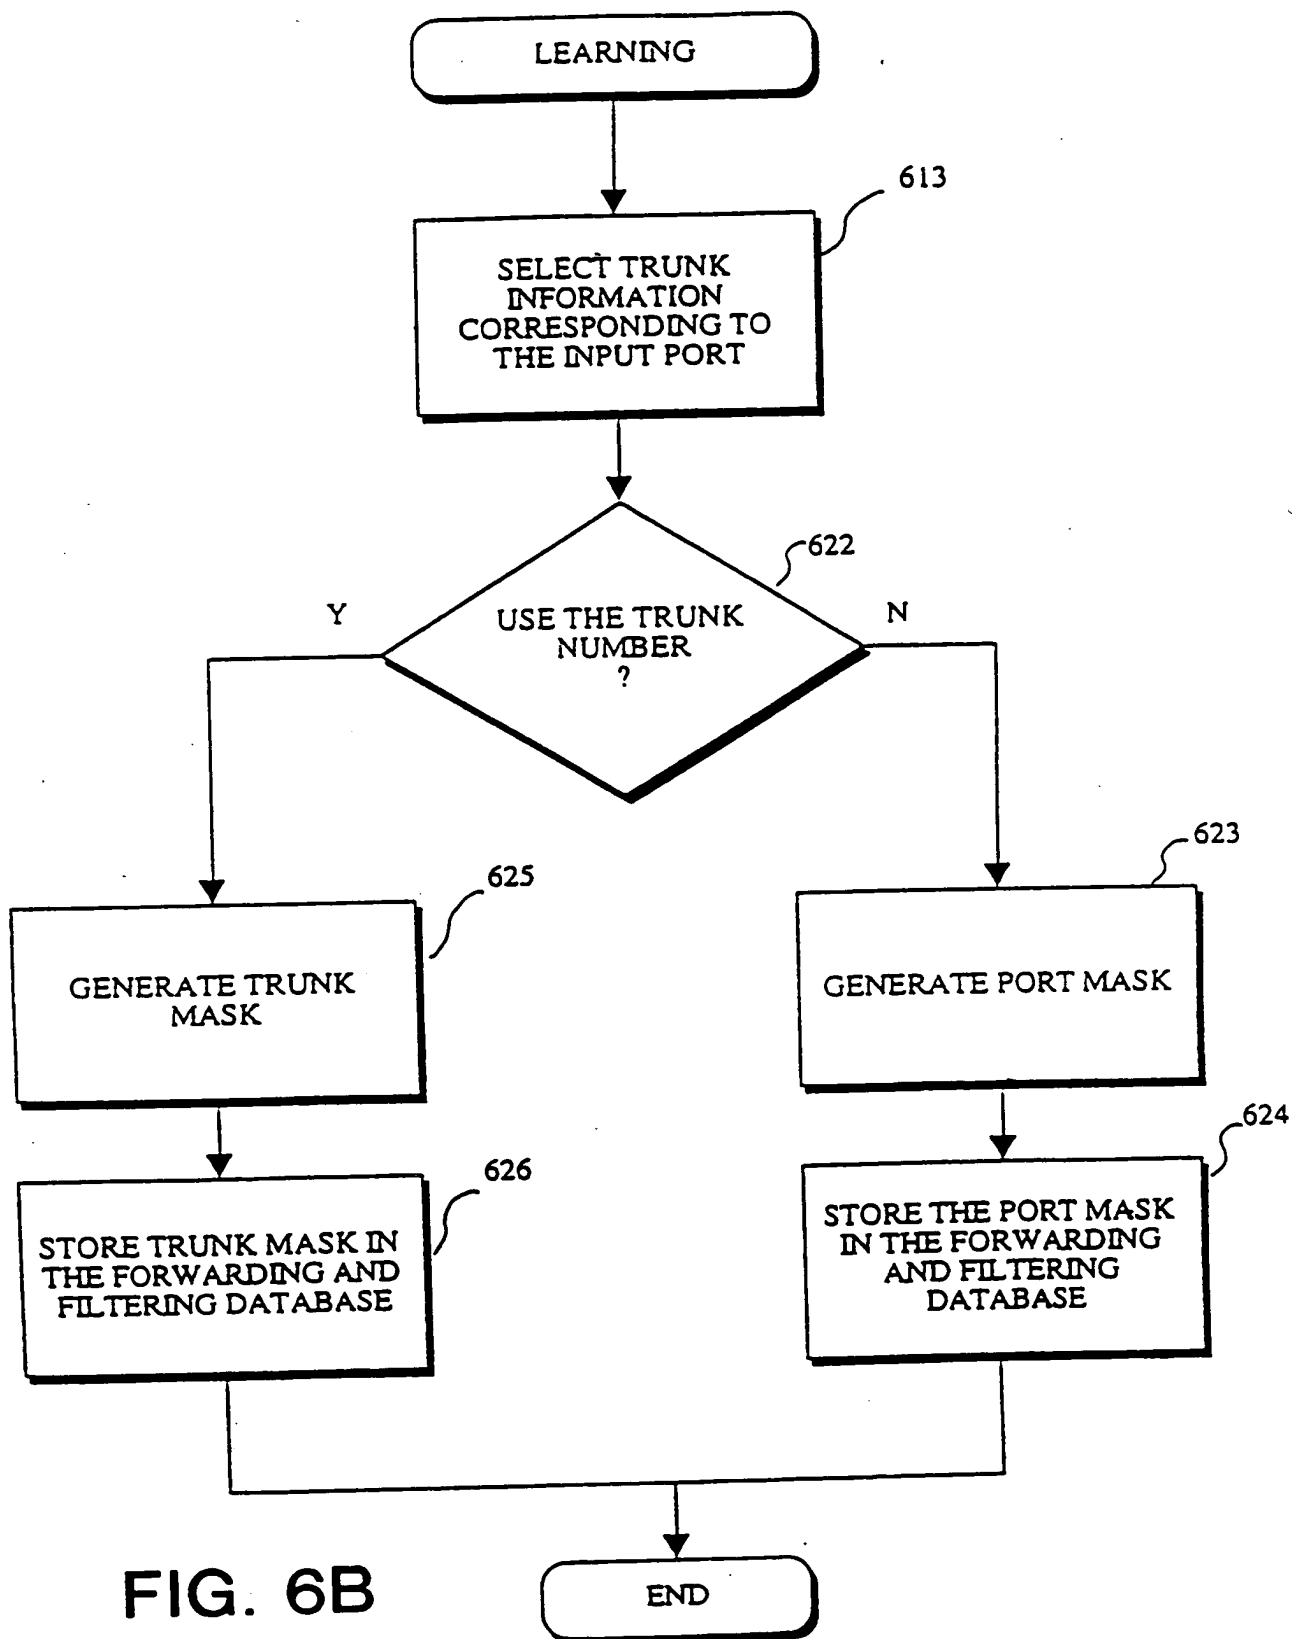 LEARNING
613
SELECT TRUNK
INFORMATION
CORRESPONDING TO
THE INPUT PORT
622
Y
USE THE TRUNK
NUMBER
?
N
625
623
GENERATE TRUNK
MASK
GENERATE PORT MASK
626
624
STORE TRUNK MASK IN
THE FORWARDING AND
FILTERING DATABASE
STORE THE PORT MASK
IN THE FORWARDING
AND FILTERING
DATABASE
FIG. 6B
END